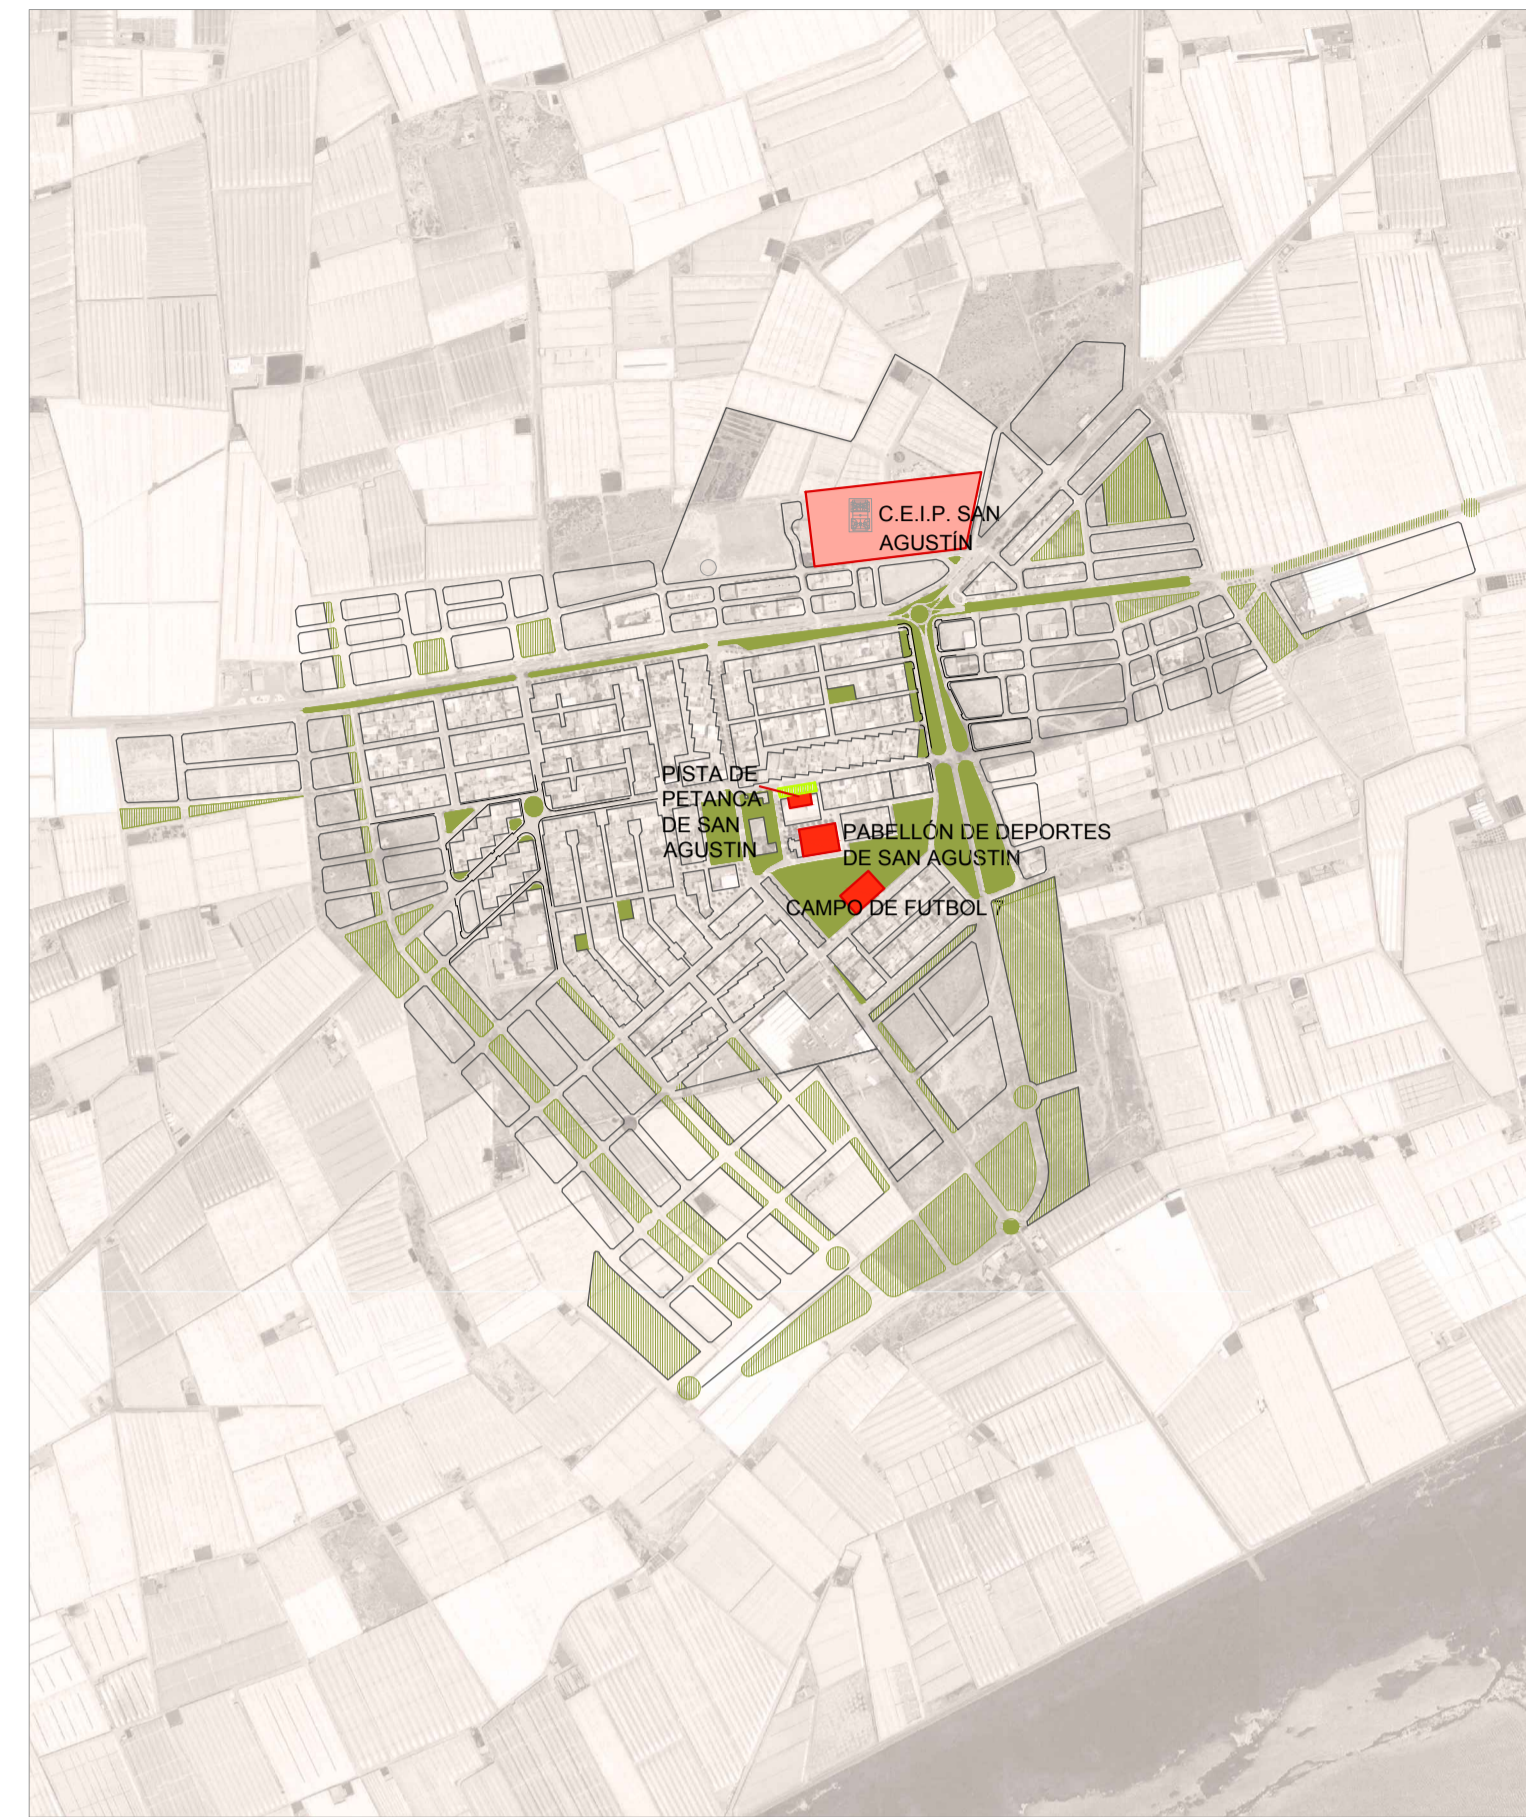 C.E.I.P. SAN
AGUSTÍN
PISTA DE
PETANCA
DE SAN
AGUSTIN
PABELLÓN DE DEPORTES
DE SAN AGUSTIN
CAMPO DE FUTBOL 7